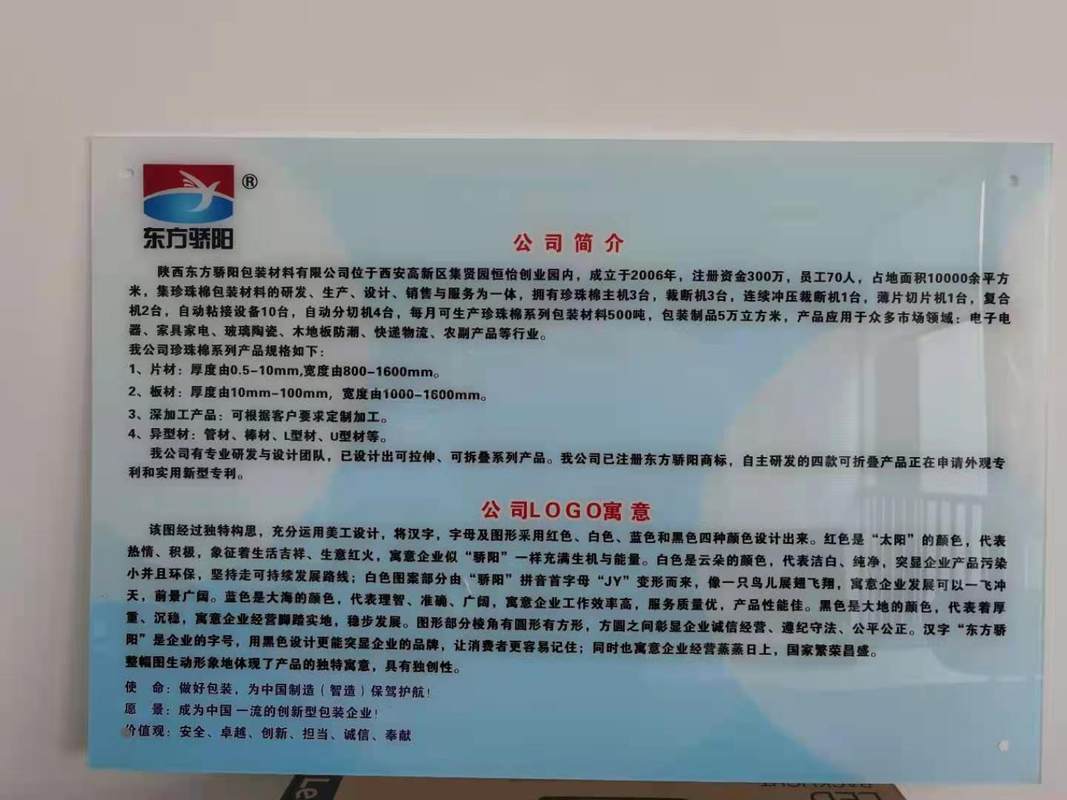 ®
东方骄阳
公司简介
陕西东方骄阳包装材料有限公司位于西安高新区集贤园恒怡创业园内，成立于2006年，注册资金300万，员工70人，占地面积10000余平方
米，集珍珠棉包装材料的研发、生产、设计、销售与服务为一体，拥有珍珠棉主机3台，裁断机3台，连续冲压裁断机1台，薄片切片机1台，复合
机2台，自动粘接设备10台，自动分切机4台，每月可生产珍珠棉系列包装材料500吨，包装制品5万立方米，产品应用于众多市场领域：电子电
器、家具家电、玻璃陶瓷、木地板防潮、快递物流、农副产品等行业。
我公司珍珠棉系列产品规格如下：
1、片材：厚度由0.5-10mm,宽度由800-1600mm。
2、板材：厚度由10mm-100mm，宽度由1000-1600mm。
3、深加工产品：可根据客户要求定制加工。
4、异型材：管材、棒材、L型材、U型材等。
我公司有专业研发与设计团队，已设计出可拉伸、可拆叠系列产品。我公司已注册东方骄阳商标，自主研发的四款可折叠产品正在申请外观专
利和实用新型专利。
公司LOGO寓意
该图经过独特构思，充分运用美工设计，将汉字，字母及图形采用红色、白色、蓝色和黑色四种颜色设计出来。红色是“太阳”的颜色，代表
热情、积极，象征着生活吉祥、生意红火，寓意企业似“骄阳”一样充满生机与能量。白色是云朵的颜色，代表洁白、纯净，突显企业产品污染
小并且环保，坚持走可持续发展路线；白色图案部分由“骄阳”拼音首字母“JY”变形而来，像一只鸟儿展翅飞翔，寓意企业发展可以一飞冲
天，前景广阔。蓝色是大海的颜色，代表理智、准确、广阔，寓意企业工作效率高，服务质量优，产品性能佳。黑色是大地的颜色，代表着厚
重、沉稳，寓意企业经营脚踏实地，稳步发展。图形部分棱角有圆形有方形，方圆之间彰显企业诚信经营、遵纪守法、公平公正。汉字“东方骄
阳”是企业的字号，用黑色设计更能突显企业的品牌，让消费者更容易记住；同时也寓意企业经营蒸蒸日上，国家繁荣昌盛。
整幅图生动形象地体现了产品的独特寓意，具有独创性。
使 命：做好包装，为中国制造（智造）保驾护航！
愿 景：成为中国一流的创新型包装企业！
价值观：安全、卓越、创新、担当、诚信、奉献
Le